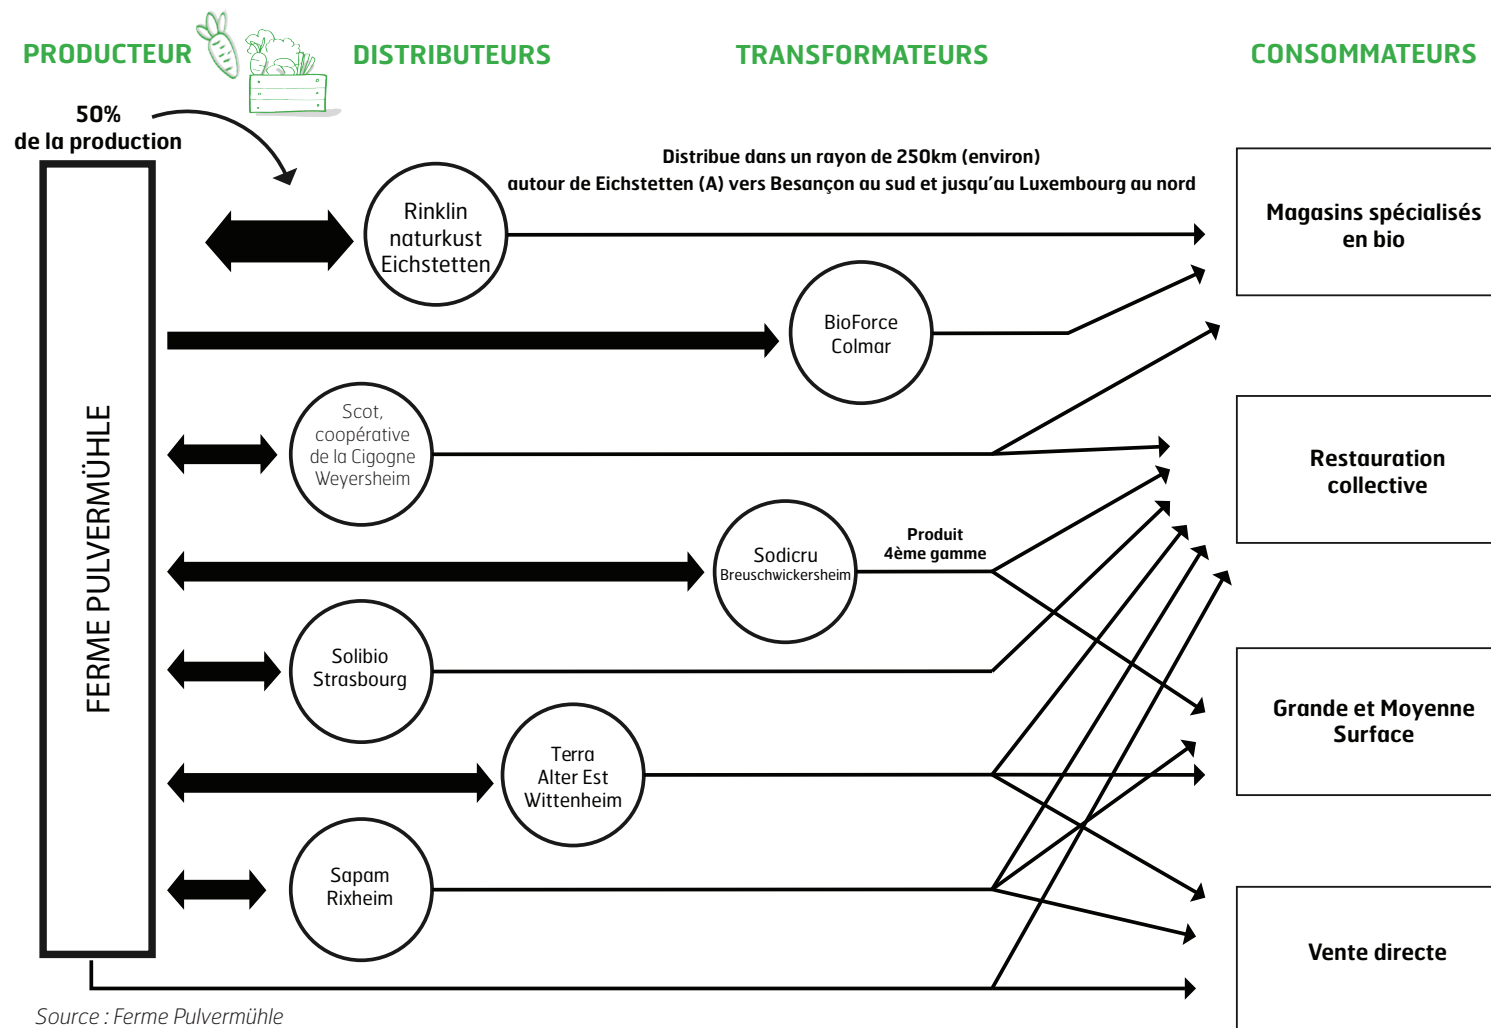 PRODUCTEUR
DISTRIBUTEURS
TRANSFORMATEURS
CONSOMMATEURS
50%
de la production
Distribue dans un rayon de 250km (environ)
autour de Eichstetten (A) vers Besançon au sud et jusqu'au Luxembourg au nord
FERME PULVERMÜHLE
Rinklin
naturkust
Eichstetten
Magasins spécialisés
en bio
BioForce
Colmar
Scot,
coopérative
de la Cigogne
Weyersheim
Restauration
collective
Sodicru
Breuschwickersheim
Produit
4ème gamme
Solibio
Strasbourg
Grande et Moyenne
Surface
Terra
Alter Est
Wittenheim
Sapam
Rixheim
Vente directe
Source : Ferme Pulvermühle